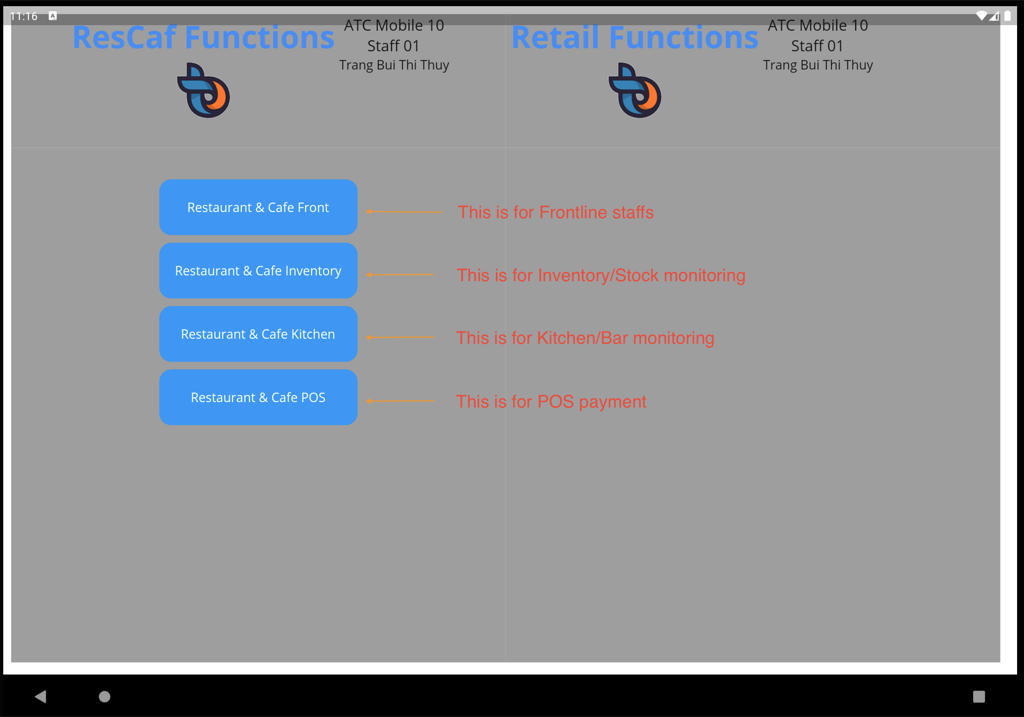 11:16
ResCaf Functions
ATC Mobile 10
Staff 01
Trang Bui Thi Thuy
Retail Functions
ATC Mobile 10
Staff 01
Trang Bui Thi Thuy
Restaurant & Cafe Front
This is for Frontline staffs
Restaurant & Cafe Inventory
This is for Inventory/Stock monitoring
Restaurant & Cafe Kitchen
This is for Kitchen/Bar monitoring
Restaurant & Cafe POS
This is for POS payment